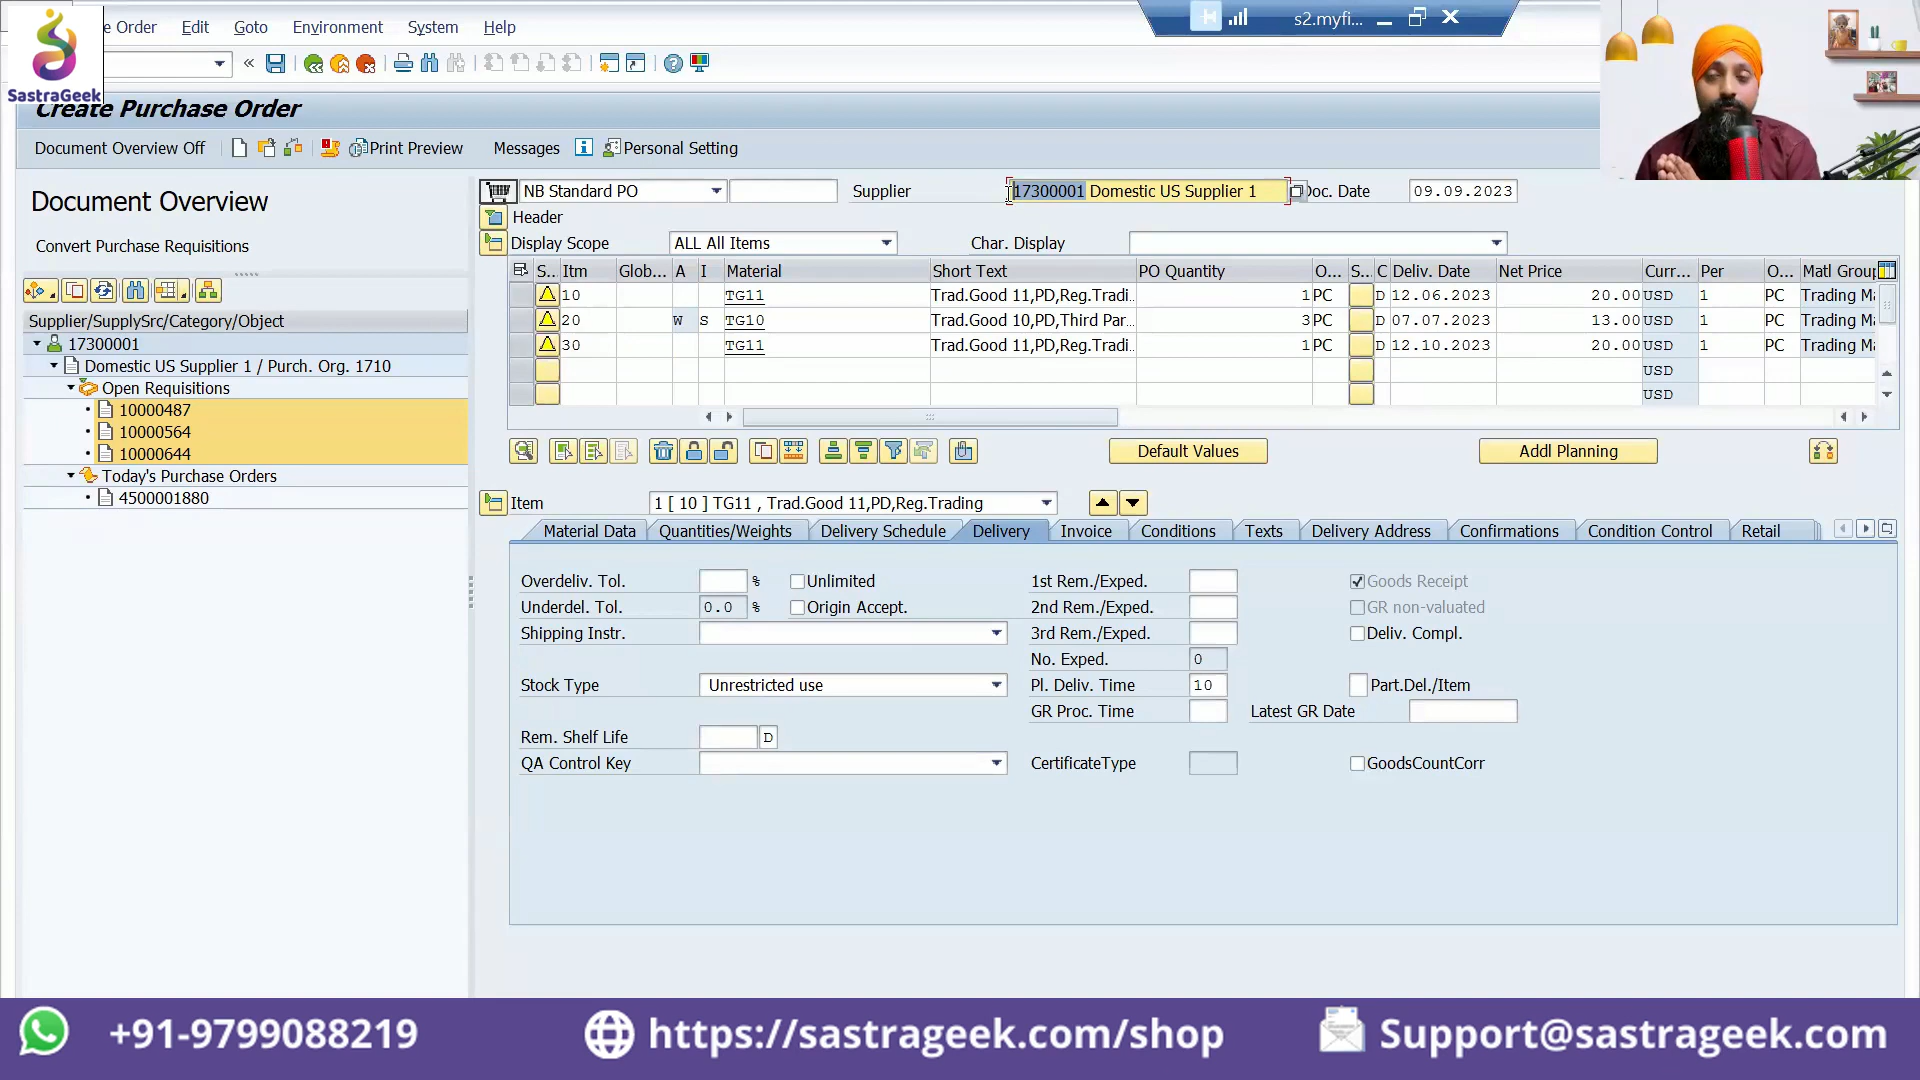 e Order Edit Goto Environment System Help
s2.myfi...
SastraGeek
Create Purchase Order
Document Overview Off Print Preview Messages Personal Setting
Document Overview
NB Standard PO Supplier 17300001 Domestic US Supplier 1 Doc. Date 09.09.2023
Header
Convert Purchase Requisitions
Display Scope ALL All Items Char. Display
S.. Itm Glob... A I Material Short Text PO Quantity O... S... C Deliv. Date Net Price Curr... Per O... Matl Group
10 TG11 Trad.Good 11,PD,Reg.Tradi.. 1 PC D 12.06.2023 20.00 USD 1 PC Trading Ma
20 W S TG10 Trad.Good 10,PD,Third Par.. 3 PC D 07.07.2023 13.00 USD 1 PC Trading Ma
30 TG11 Trad.Good 11,PD,Reg.Tradi.. 1 PC D 12.10.2023 20.00 USD 1 PC Trading Ma
USD
USD
Supplier/SupplySrc/Category/Object
17300001
Domestic US Supplier 1 / Purch. Org. 1710
Open Requisitions
10000487
10000564
10000644
Today's Purchase Orders
4500001880
Default Values Addl Planning
Item 1 [ 10 ] TG11 , Trad.Good 11,PD,Reg.Trading
Material Data Quantities/Weights Delivery Schedule Delivery Invoice Conditions Texts Delivery Address Confirmations Condition Control Retail
Overdeliv. Tol. % Unlimited 1st Rem./Exped. Goods Receipt
Underdel. Tol. 0.0 % Origin Accept. 2nd Rem./Exped. GR non-valuated
Shipping Instr. 3rd Rem./Exped. Deliv. Compl.
No. Exped. 0
Stock Type Unrestricted use Pl. Deliv. Time 10 Part.Del./Item
GR Proc. Time Latest GR Date
Rem. Shelf Life D
QA Control Key CertificateType GoodsCountCorr
+91-9799088219 https://sastrageek.com/shop Support@sastrageek.com